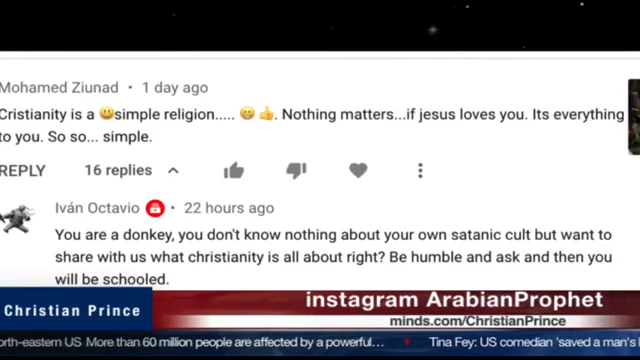 Mohamed Ziunad • 1 day ago
Cristianity is a 😃simple religion..... 😁 👍. Nothing matters...if jesus loves you. Its everything
to you. So so... simple.
REPLY 16 replies
Iván Octavio • 22 hours ago
You are a donkey, you don't know nothing about your own satanic cult but want to
share with us what christianity is all about right? Be humble and ask and then you
will be schooled.
Christian Prince
instagram ArabianProphet
minds.com/ChristianPrince
orth-eastern US More than 60 million people are affected by a powerful... • Tina Fey: US comedian 'saved a man's